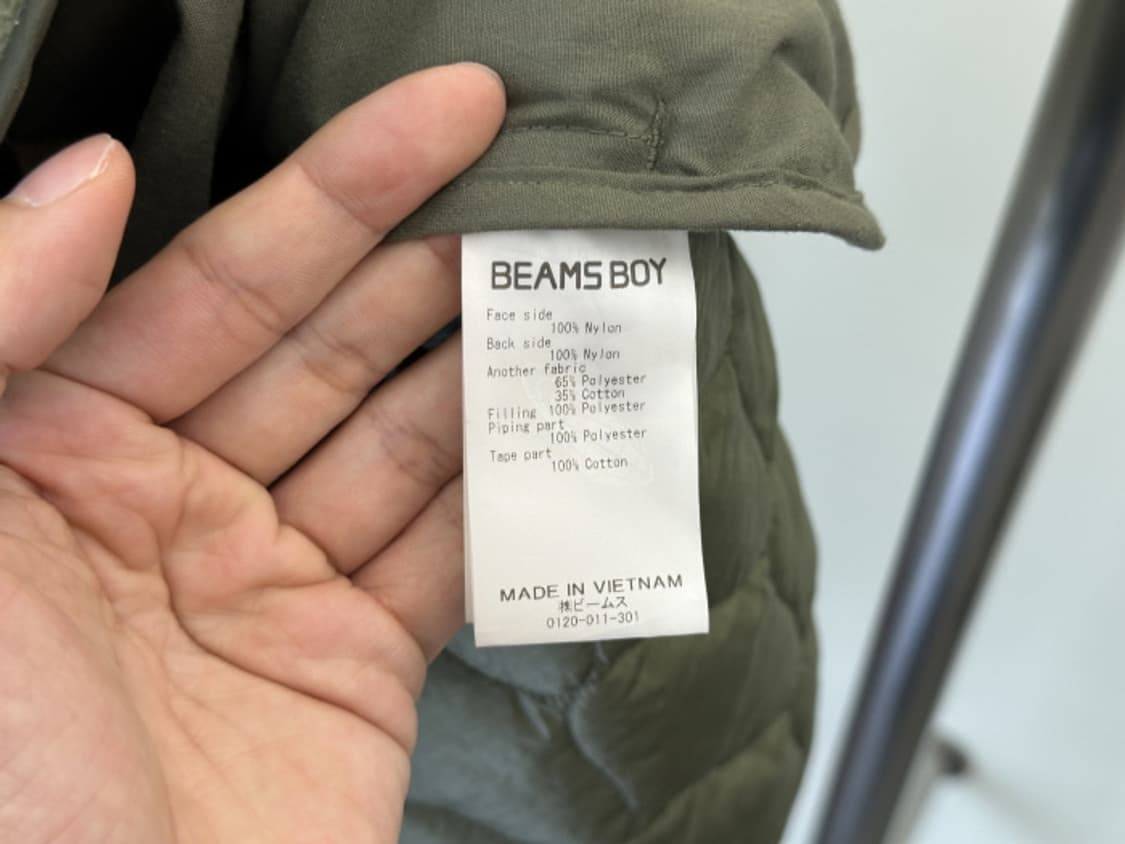 BEAMS BOY
Face side
100% Nylon
Back side
100% Nylon
Another fabric
65% Polyester
35% Cotton
Filling 100% Polyester
Piping part
100% Polyester
Tape part
100% Cotton
MADE IN VIETNAM
㈱ビームス
0120-011-301